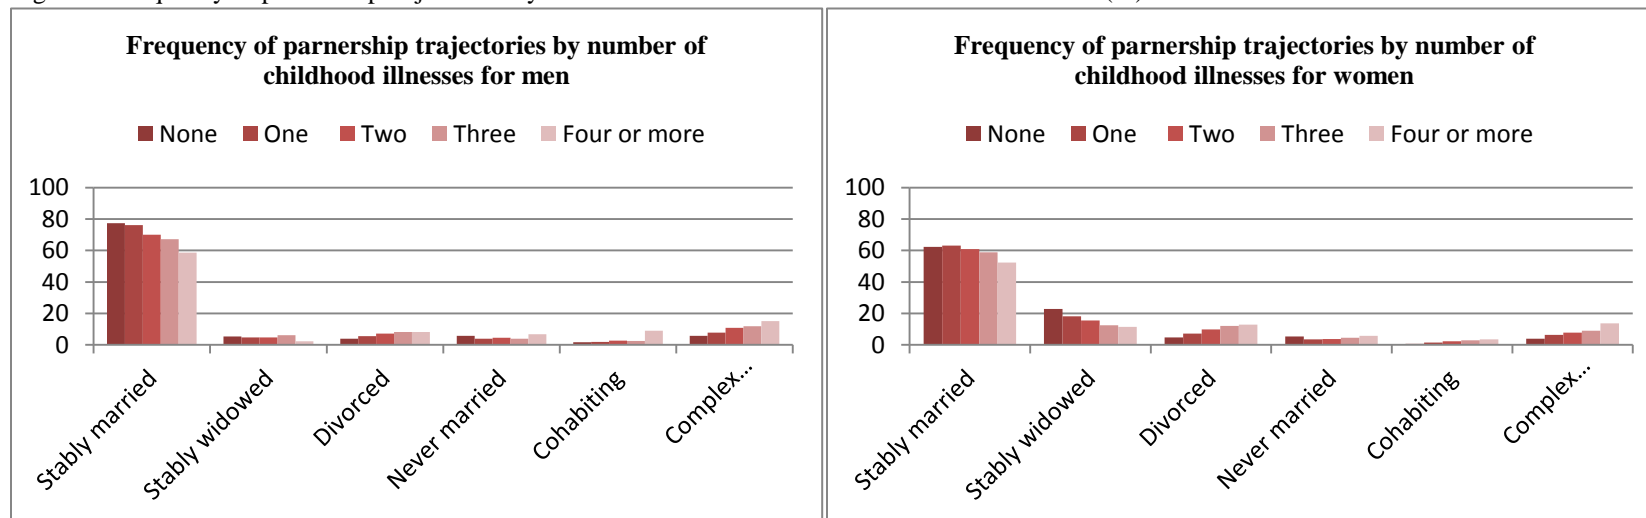 Frequency of parnership trajectories by number of
childhood illnesses for men
None One Two Three Four or more
100
80
60
40
20
0
Stably married
Stably widowed
Divorced
Never married
Cohabiting
Complex...
Frequency of parnership trajectories by number of
childhood illnesses for women
None One Two Three Four or more
100
80
60
40
20
0
Stably married
Stably widowed
Divorced
Never married
Cohabiting
Complex...